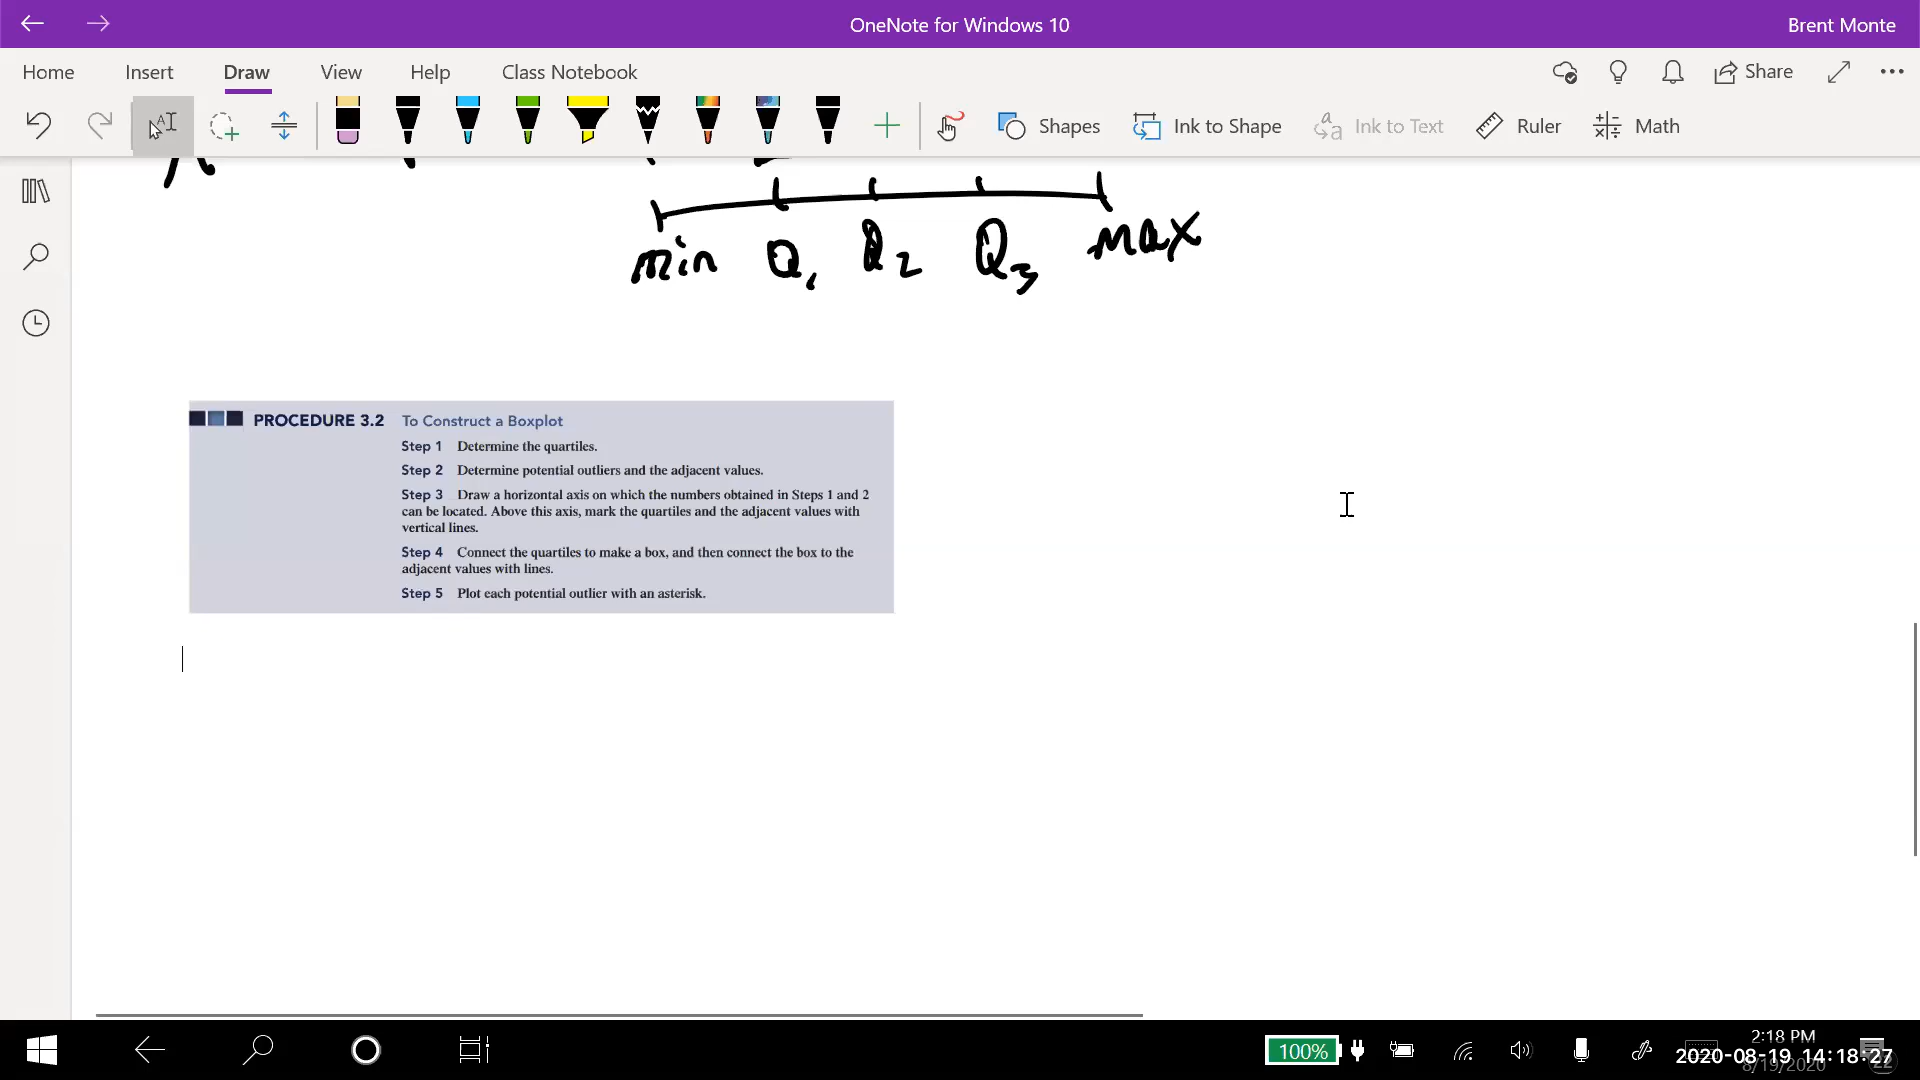 OneNote for Windows 10
Brent Monte
Home Insert Draw View Help Class Notebook
Share
Shapes Ink to Shape Ink to Text Ruler Math
min Q1 Q2 Q3 max
PROCEDURE 3.2 To Construct a Boxplot
Step 1 Determine the quartiles.
Step 2 Determine potential outliers and the adjacent values.
Step 3 Draw a horizontal axis on which the numbers obtained in Steps 1 and 2
can be located. Above this axis, mark the quartiles and the adjacent values with
vertical lines.
Step 4 Connect the quartiles to make a box, and then connect the box to the
adjacent values with lines.
Step 5 Plot each potential outlier with an asterisk.
100%
2:18 PM
2020-08-19 14:18:27
8/19/2020
22